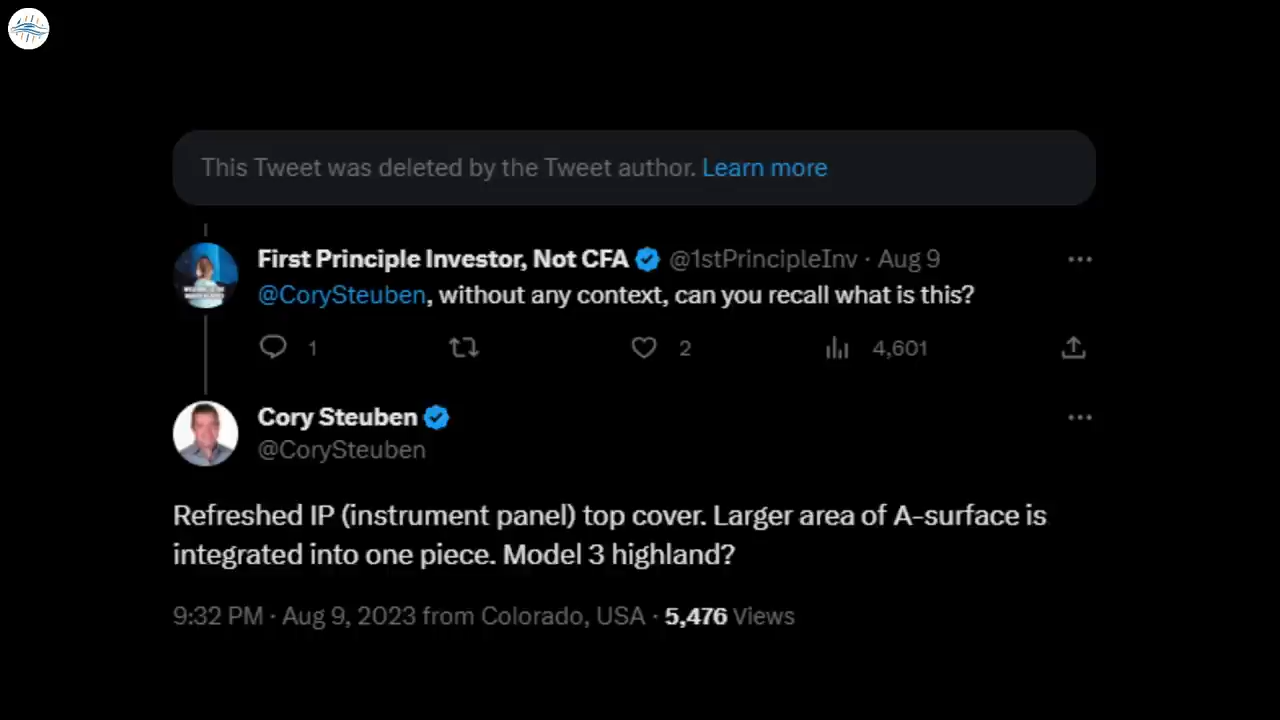 This Tweet was deleted by the Tweet author. Learn more
First Principle Investor, Not CFA @1stPrincipleInv · Aug 9
@CorySteuben, without any context, can you recall what is this?
1 2 4,601
Cory Steuben
@CorySteuben
Refreshed IP (instrument panel) top cover. Larger area of A-surface is
integrated into one piece. Model 3 highland?
9:32 PM · Aug 9, 2023 from Colorado, USA · 5,476 Views